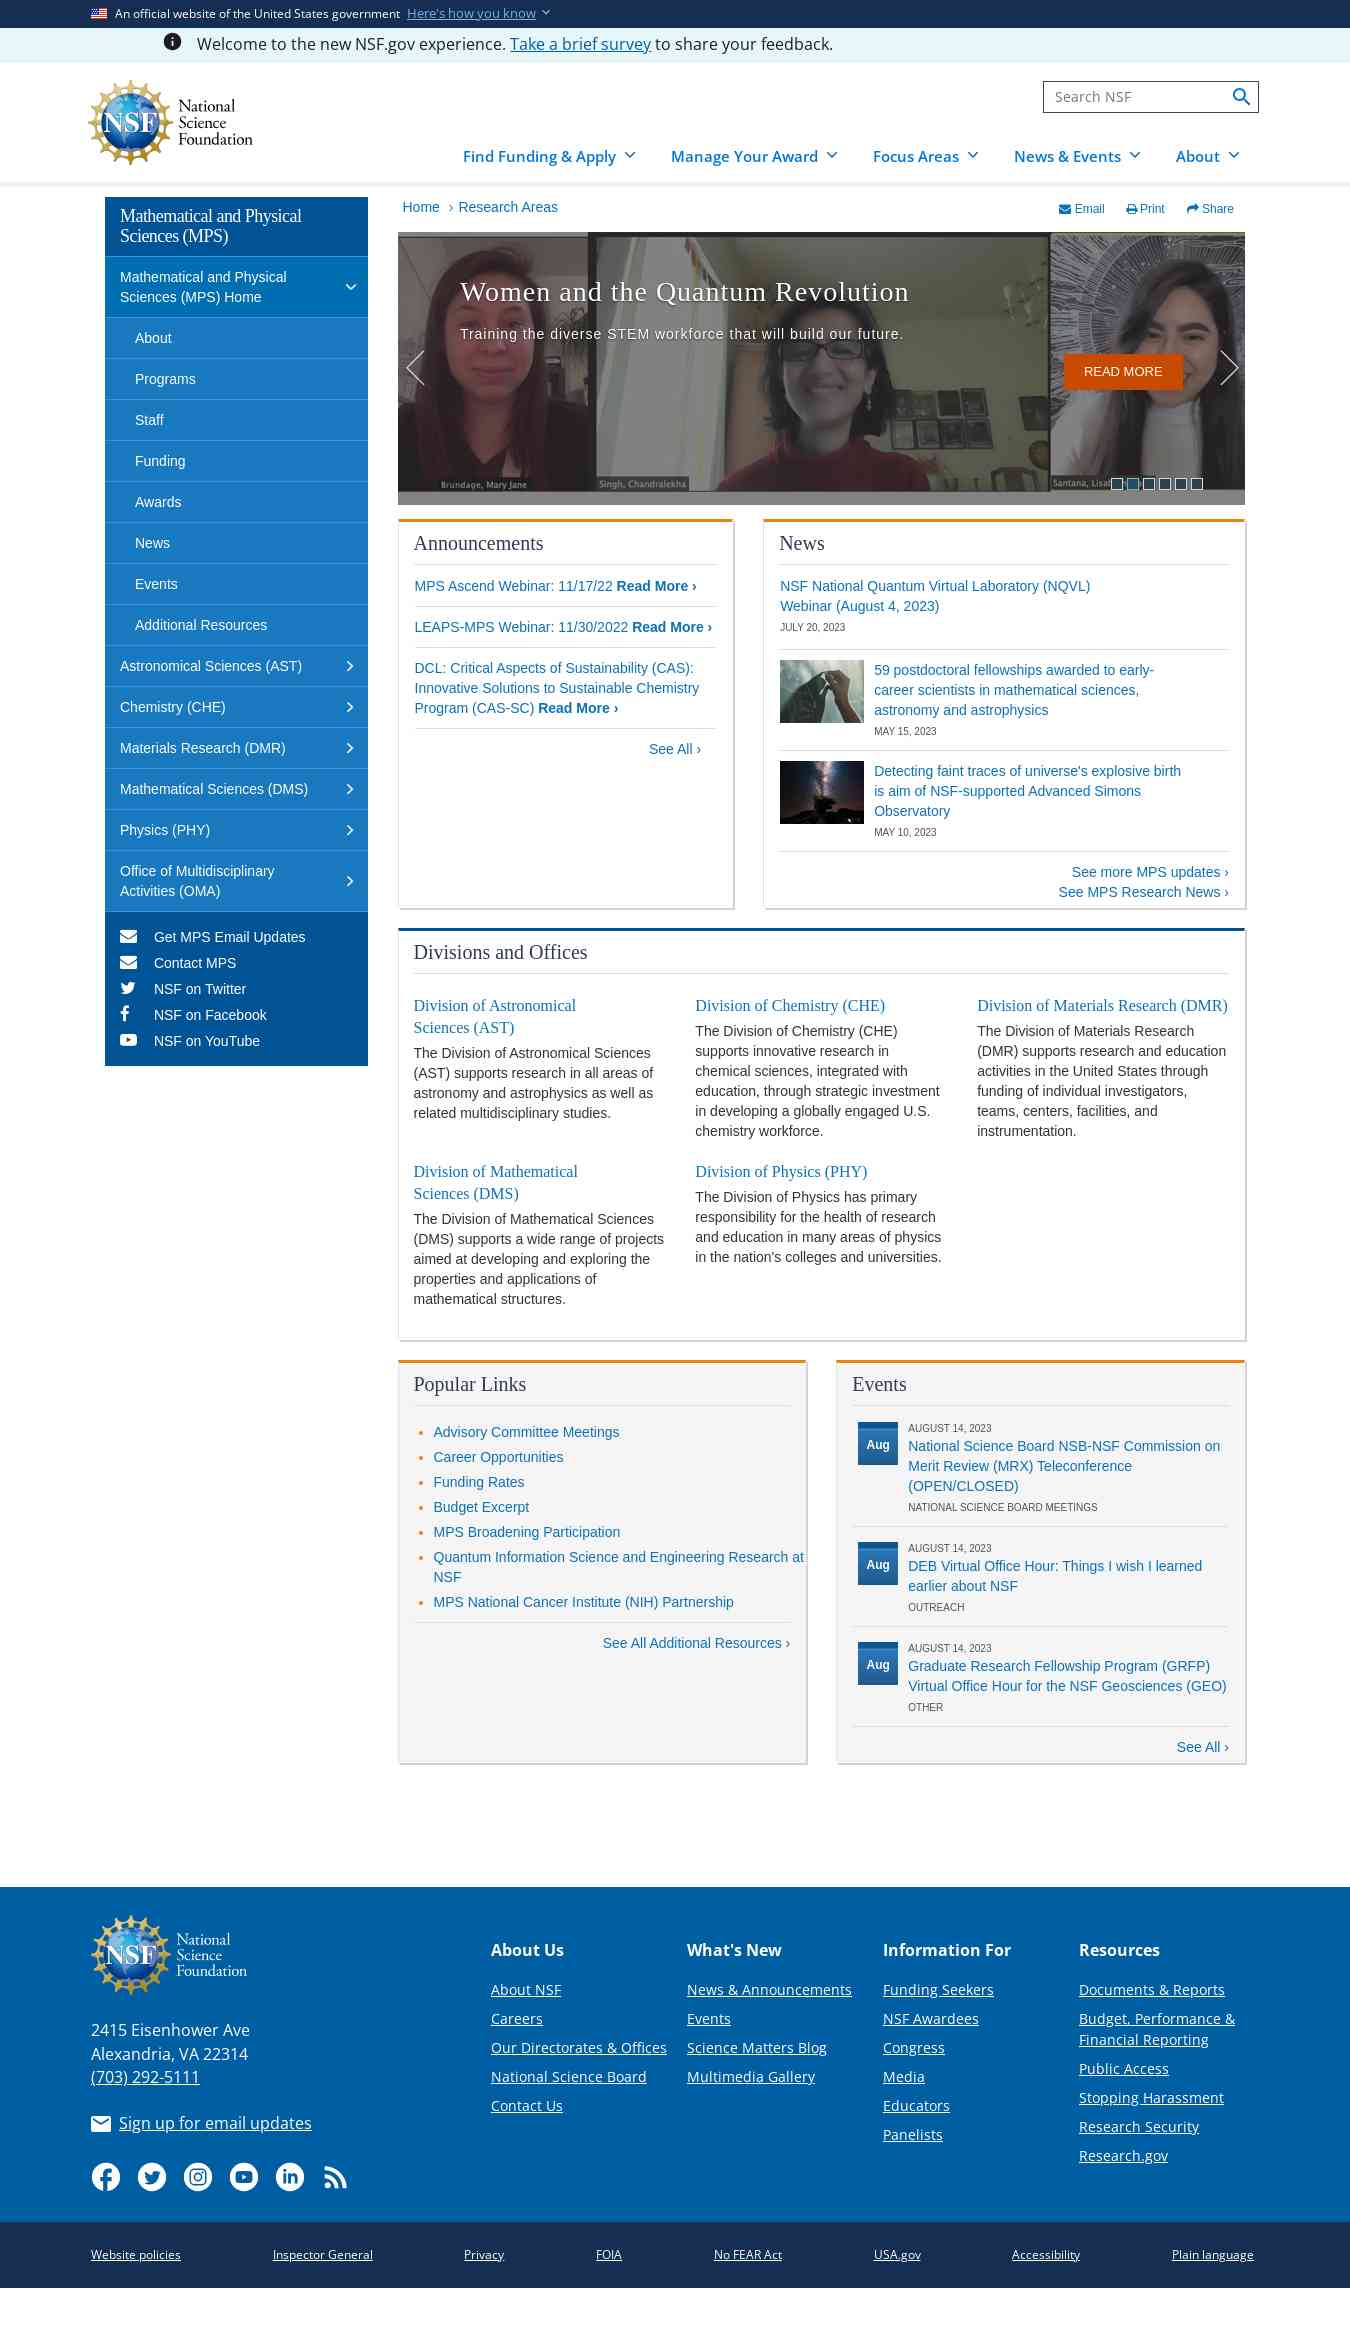 An official website of the United States government Here's how you know
Welcome to the new NSF.gov experience. Take a brief survey to share your feedback.
NSF National
Science
Foundation
Search NSF
Find Funding & Apply Manage Your Award Focus Areas News & Events About
Mathematical and Physical
Sciences (MPS)
Mathematical and Physical
Sciences (MPS) Home
About
Programs
Staff
Funding
Awards
News
Events
Additional Resources
Astronomical Sciences (AST)
Chemistry (CHE)
Materials Research (DMR)
Mathematical Sciences (DMS)
Physics (PHY)
Office of Multidisciplinary
Activities (OMA)
Get MPS Email Updates
Contact MPS
NSF on Twitter
NSF on Facebook
NSF on YouTube
Home › Research Areas
Email Print Share
Women and the Quantum Revolution
Training the diverse STEM workforce that will build our future.
READ MORE
Brundage, Mary Jane
Singh, Chandralekha
Santana,
Announcements
MPS Ascend Webinar: 11/17/22 Read More ›
LEAPS-MPS Webinar: 11/30/2022 Read More ›
DCL: Critical Aspects of Sustainability (CAS):
Innovative Solutions to Sustainable Chemistry
Program (CAS-SC) Read More ›
See All ›
News
NSF National Quantum Virtual Laboratory (NQVL)
Webinar (August 4, 2023)
JULY 20, 2023
59 postdoctoral fellowships awarded to early-
career scientists in mathematical sciences,
astronomy and astrophysics
MAY 15, 2023
Detecting faint traces of universe's explosive birth
is aim of NSF-supported Advanced Simons
Observatory
MAY 10, 2023
See more MPS updates ›
See MPS Research News ›
Divisions and Offices
Division of Astronomical
Sciences (AST)
The Division of Astronomical Sciences
(AST) supports research in all areas of
astronomy and astrophysics as well as
related multidisciplinary studies.
Division of Chemistry (CHE)
The Division of Chemistry (CHE)
supports innovative research in
chemical sciences, integrated with
education, through strategic investment
in developing a globally engaged U.S.
chemistry workforce.
Division of Materials Research (DMR)
The Division of Materials Research
(DMR) supports research and education
activities in the United States through
funding of individual investigators,
teams, centers, facilities, and
instrumentation.
Division of Mathematical
Sciences (DMS)
The Division of Mathematical Sciences
(DMS) supports a wide range of projects
aimed at developing and exploring the
properties and applications of
mathematical structures.
Division of Physics (PHY)
The Division of Physics has primary
responsibility for the health of research
and education in many areas of physics
in the nation's colleges and universities.
Popular Links
Advisory Committee Meetings
Career Opportunities
Funding Rates
Budget Excerpt
MPS Broadening Participation
Quantum Information Science and Engineering Research at
NSF
MPS National Cancer Institute (NIH) Partnership
See All Additional Resources ›
Events
Aug
AUGUST 14, 2023
National Science Board NSB-NSF Commission on
Merit Review (MRX) Teleconference
(OPEN/CLOSED)
NATIONAL SCIENCE BOARD MEETINGS
Aug
AUGUST 14, 2023
DEB Virtual Office Hour: Things I wish I learned
earlier about NSF
OUTREACH
Aug
AUGUST 14, 2023
Graduate Research Fellowship Program (GRFP)
Virtual Office Hour for the NSF Geosciences (GEO)
OTHER
See All ›
NSF National
Science
Foundation
2415 Eisenhower Ave
Alexandria, VA 22314
(703) 292-5111
Sign up for email updates
About Us
About NSF
Careers
Our Directorates & Offices
National Science Board
Contact Us
What's New
News & Announcements
Events
Science Matters Blog
Multimedia Gallery
Information For
Funding Seekers
NSF Awardees
Congress
Media
Educators
Panelists
Resources
Documents & Reports
Budget, Performance &
Financial Reporting
Public Access
Stopping Harassment
Research Security
Research.gov
Website policies Inspector General Privacy FOIA No FEAR Act USA.gov Accessibility Plain language